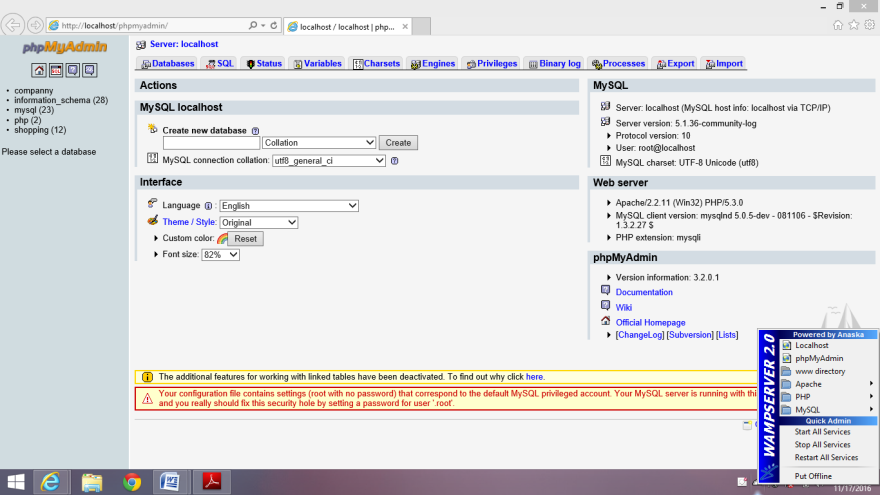 http://localhost/phpmyadmin/
localhost / localhost | php...
phpMyAdmin
companny
information_schema (28)
mysql (23)
php (2)
shopping (12)
Please select a database
Server: localhost
Databases SQL Status Variables Charsets Engines Privileges Binary log Processes Export Import
Actions
MySQL localhost
Create new database
Collation Create
MySQL connection collation: utf8_general_ci
Interface
Language : English
Theme / Style: Original
Custom color: Reset
Font size: 82%
MySQL
Server: localhost (MySQL host info: localhost via TCP/IP)
Server version: 5.1.36-community-log
Protocol version: 10
User: root@localhost
MySQL charset: UTF-8 Unicode (utf8)
Web server
Apache/2.2.11 (Win32) PHP/5.3.0
MySQL client version: mysqlnd 5.0.5-dev - 081106 - $Revision:
1.3.2.27 $
PHP extension: mysqli
phpMyAdmin
Version information: 3.2.0.1
Documentation
Wiki
Official Homepage
[ChangeLog] [Subversion] [Lists]
The additional features for working with linked tables have been deactivated. To find out why click here.
Your configuration file contains settings (root with no password) that correspond to the default MySQL privileged account. Your MySQL server is running with thi
and you really should fix this security hole by setting a password for user '.root'.
WAMPSERVER 2.0
Powered by Anaska
Localhost
phpMyAdmin
www directory
Apache
PHP
MySQL
Quick Admin
Start All Services
Stop All Services
Restart All Services
Put Offline
11/17/2016